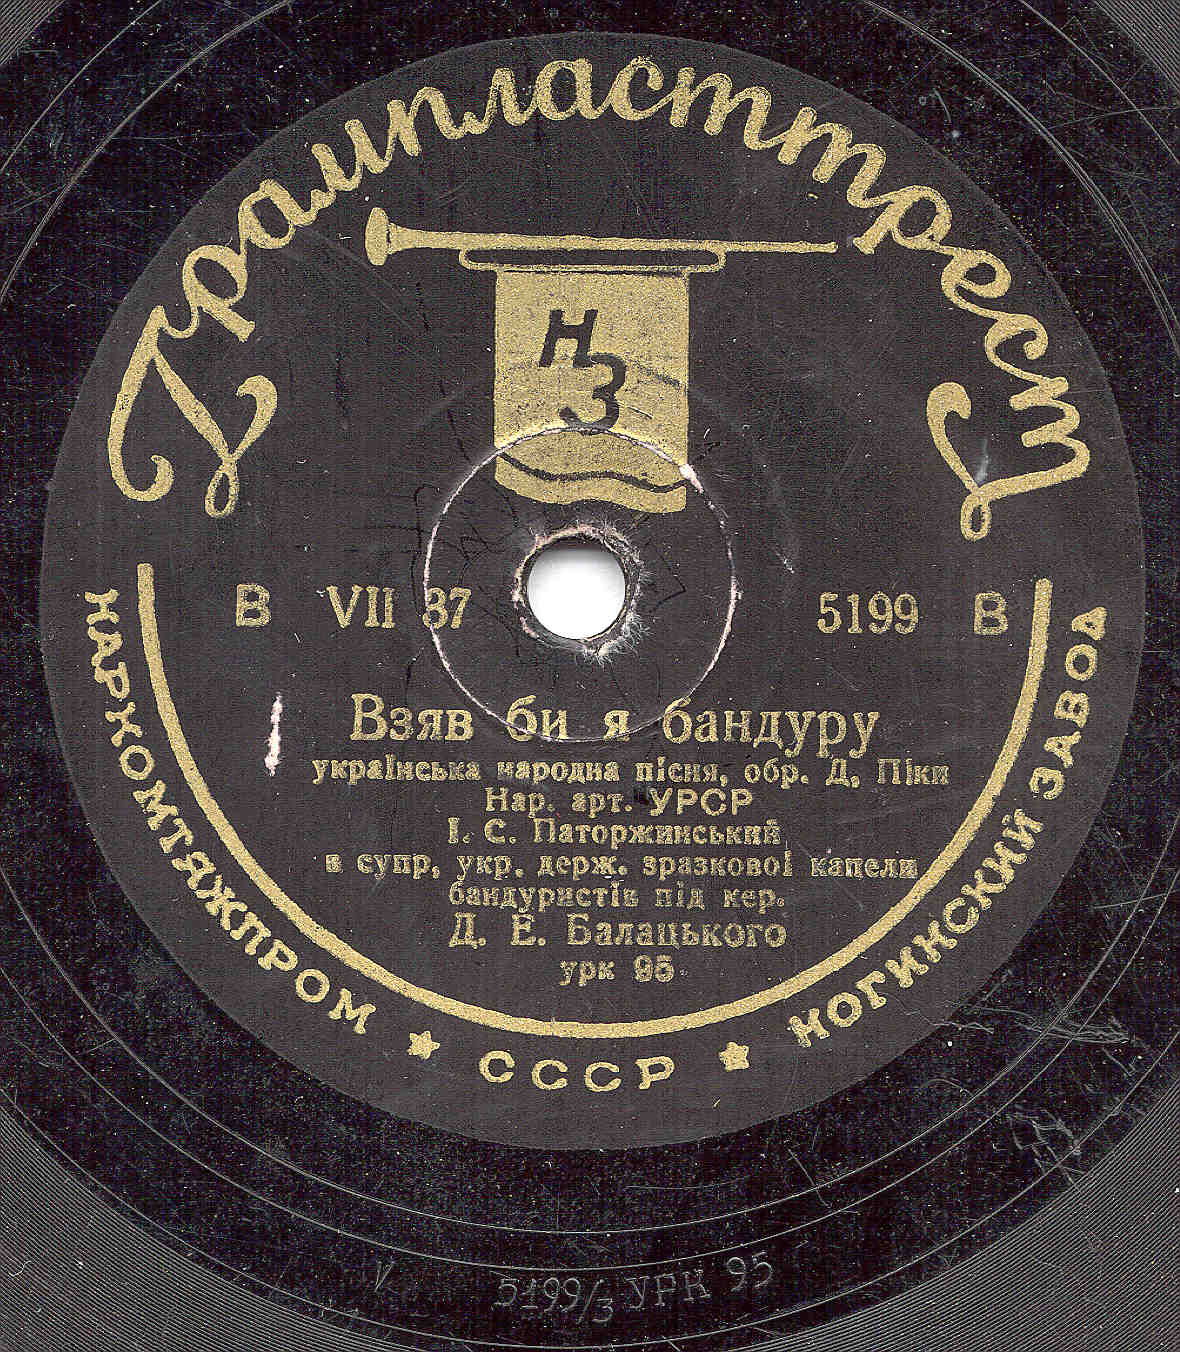 Грампласттрест
НЗ
В VII 37 5199 В
Взяв би я бандуру
українська народна пісня, обр. Д. Піки
Нар. арт. УРСР
І. С. Паторжинський
в супр. укр. держ. зразкової капели
бандуристів під кер.
Д. Е. Балацького
урк 95
НАРКОМТЯЖПРОМ ★ СССР ★ НОГИНСКИЙ ЗАВОД
V 5199/3 УРК 95